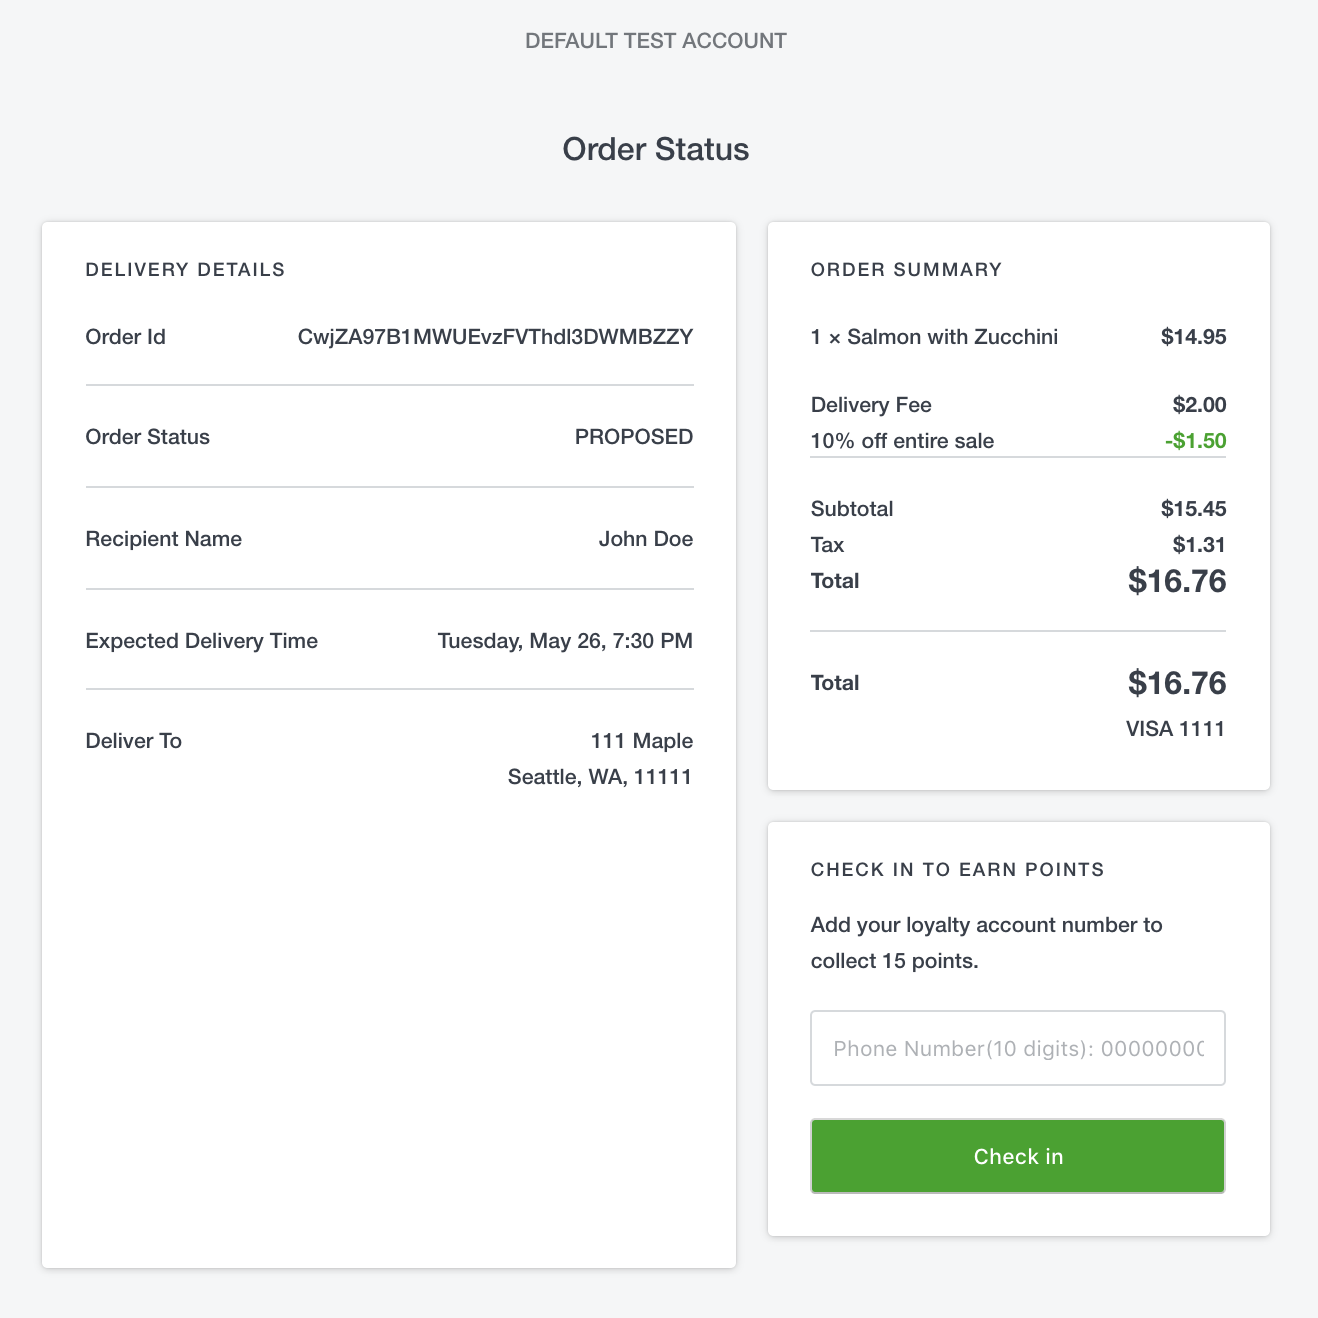 DEFAULT TEST ACCOUNT
Order Status
DELIVERY DETAILS
Order Id CwjZA97B1MWUEvzFVThdl3DWMBZZY
Order Status PROPOSED
Recipient Name John Doe
Expected Delivery Time Tuesday, May 26, 7:30 PM
Deliver To 111 Maple
Seattle, WA, 11111
ORDER SUMMARY
1 × Salmon with Zucchini $14.95
Delivery Fee $2.00
10% off entire sale -$1.50
Subtotal $15.45
Tax $1.31
Total $16.76
Total $16.76
VISA 1111
CHECK IN TO EARN POINTS
Add your loyalty account number to
collect 15 points.
Phone Number(10 digits): 00000000
Check in